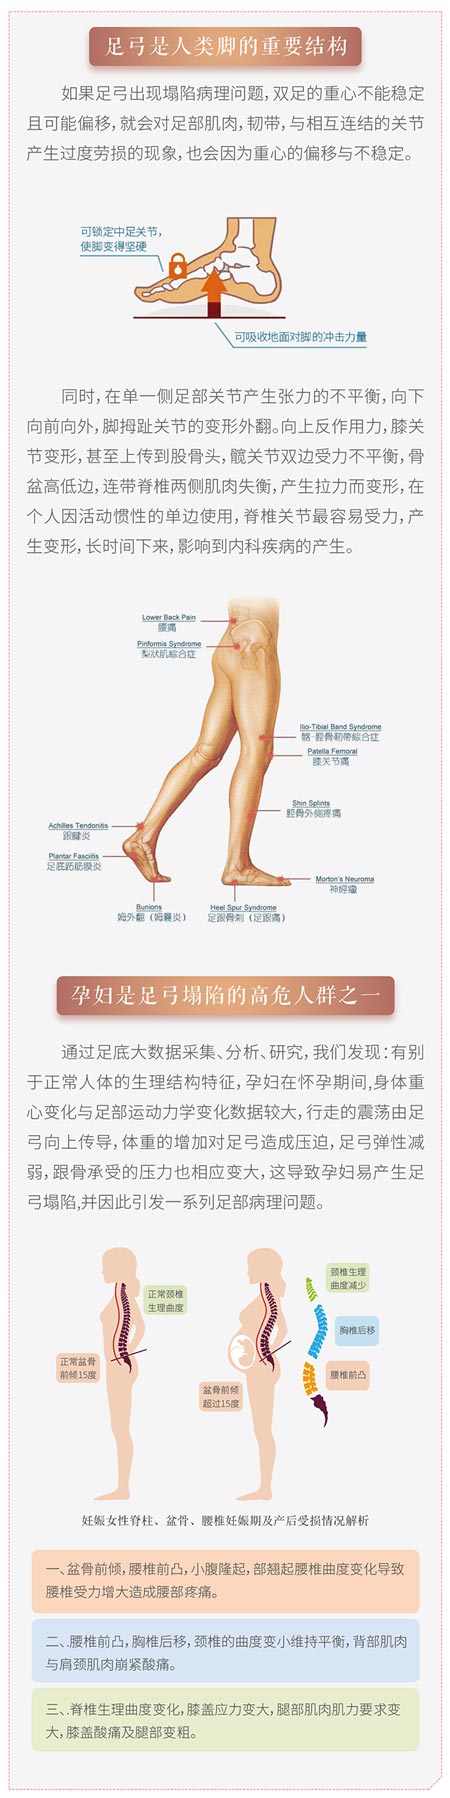 足弓是人类脚的重要结构
如果足弓出现塌陷病理问题，双足的重心不能稳定
且可能偏移，就会对足部肌肉，韧带，与相互连结的关节
产生过度劳损的现象，也会因为重心的偏移与不稳定。
可锁定中足关节，
使脚变得坚硬
可吸收地面对脚的冲击力量
同时，在单一侧足部关节产生张力的不平衡，向下
向前向外，脚拇趾关节的变形外翻。向上反作用力，膝关
节变形，甚至上传到股骨头，髋关节双边受力不平衡，骨
盆高低边，连带脊椎两侧肌肉失衡，产生拉力而变形，在
个人因活动惯性的单边使用，脊椎关节最容易受力，产
生变形，长时间下来，影响到内科疾病的产生。
Lower Back Pain
腰痛
Piriformis Syndrome
梨狀肌綜合症
Ilio-Tibial Band Syndrome
髂-脛骨韌帶綜合症
Patella Femoral
膝关节痛
Shin Splints
脛骨外側疼痛
Achilles Tendonitis
跟腱炎
Plantar Fasciitis
足底跖筋膜炎
Morton's Neuroma
神經瘤
Bunions
姆外翻（姆囊炎）
Heel Spur Syndrome
足跟骨刺（足跟痛）
孕妇是足弓塌陷的高危人群之一
通过足底大数据采集、分析、研究，我们发现：有别
于正常人体的生理结构特征，孕妇在怀孕期间,身体重
心变化与足部运动力学变化数据较大，行走的震荡由足
弓向上传导，体重的增加对足弓造成压迫，足弓弹性减
弱，跟骨承受的压力也相应变大，这导致孕妇易产生足
弓塌陷,并因此引发一系列足部病理问题。
正常颈椎
生理曲度
正常盆骨
前倾15度
颈椎生理
曲度减少
胸椎后移
腰椎前凸
盆骨前倾
超过15度
妊娠女性脊柱、盆骨、腰椎妊娠期及产后受损情况解析
一、盆骨前倾，腰椎前凸，小腹隆起，部翘起腰椎曲度变化导致
腰椎受力增大造成腰部疼痛。
二、.腰椎前凸，胸椎后移，颈椎的曲度变小维持平衡，背部肌肉
与肩颈肌肉崩紧酸痛。
三、.脊椎生理曲度变化，膝盖应力变大，腿部肌肉肌力要求变
大，膝盖酸痛及腿部变粗。